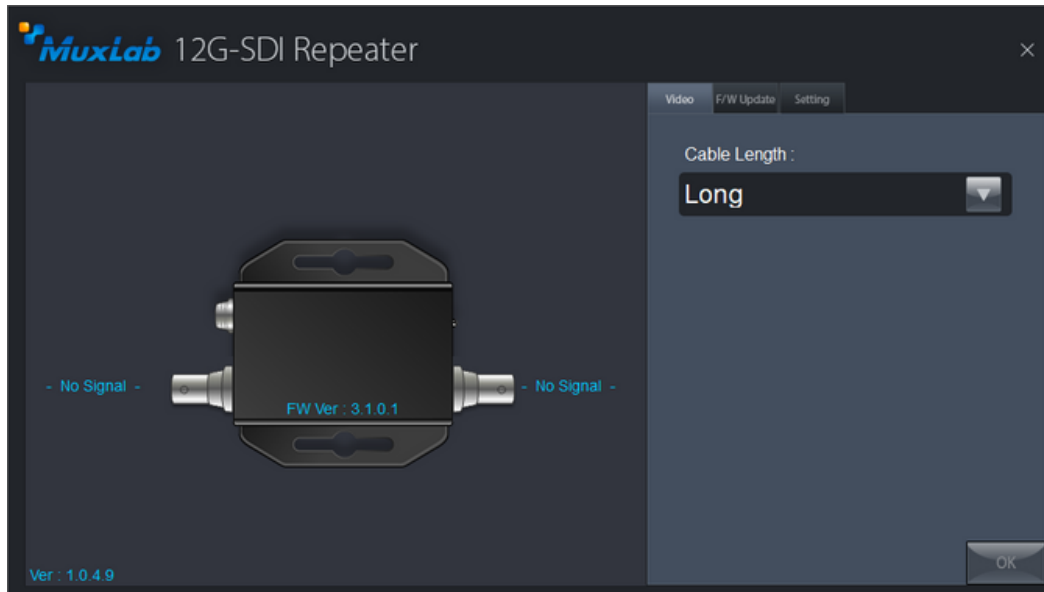 MuxLab 12G-SDI Repeater
Video F/W Update Setting
Cable Length :
Long
- No Signal -
- No Signal -
FW Ver : 3.1.0.1
OK
Ver : 1.0.4.9